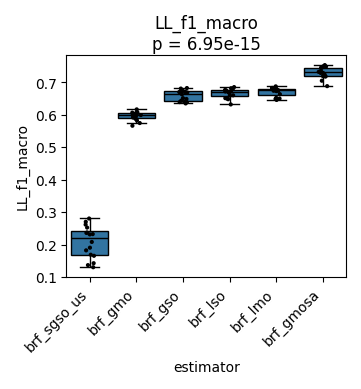 LL_f1_macro
p = 6.95e-15
LL_f1_macro
0.7
0.6
0.5
0.4
0.3
0.2
0.1
brf_sgso_us
brf_gmo
brf_gso
brf_lso
brf_lmo
brf_gmosa
estimator